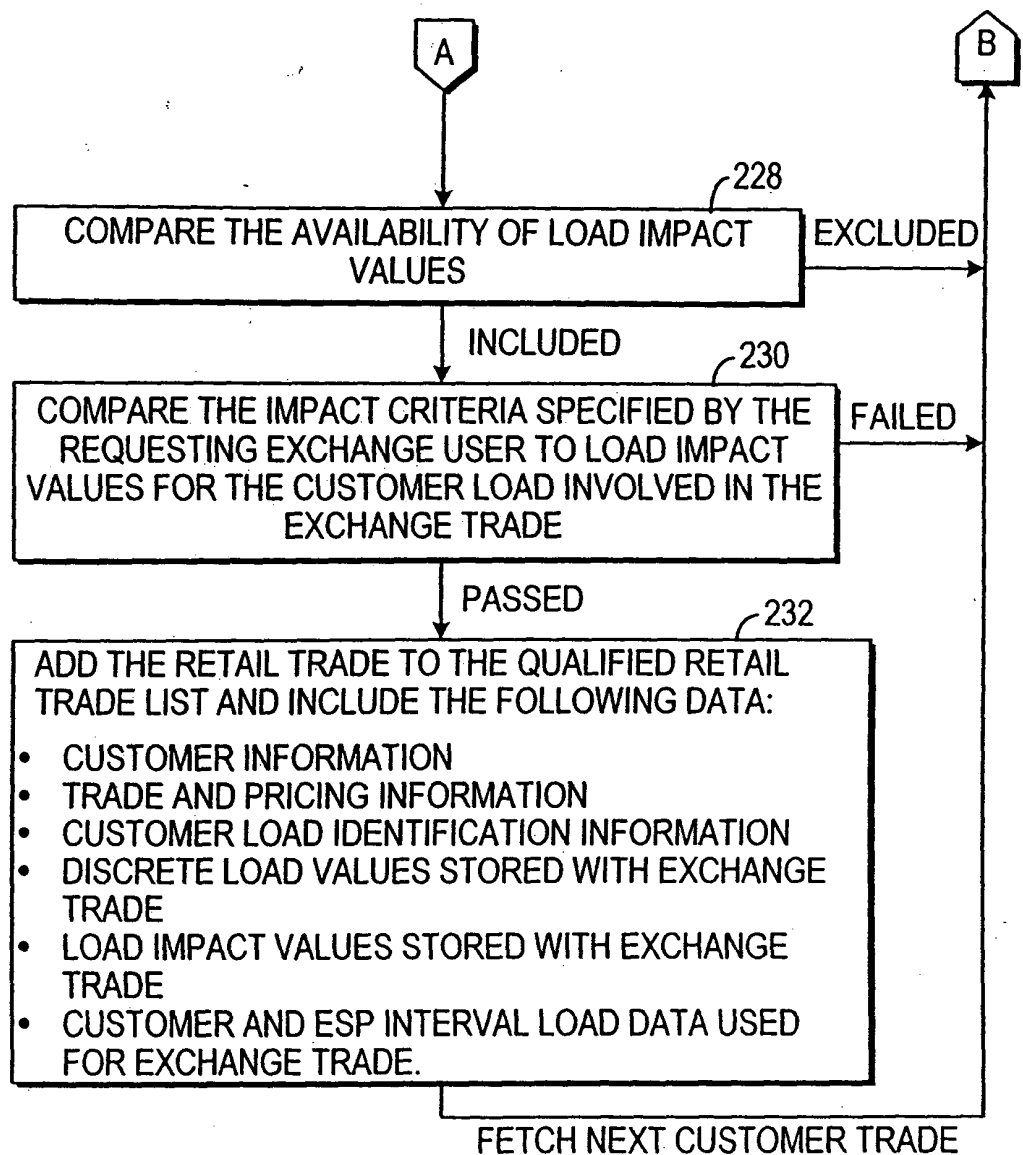 A
B
228
COMPARE THE AVAILABILITY OF LOAD IMPACT
VALUES
EXCLUDED
INCLUDED
230
COMPARE THE IMPACT CRITERIA SPECIFIED BY THE
REQUESTING EXCHANGE USER TO LOAD IMPACT
VALUES FOR THE CUSTOMER LOAD INVOLVED IN THE
EXCHANGE TRADE
FAILED
PASSED
232
ADD THE RETAIL TRADE TO THE QUALIFIED RETAIL
TRADE LIST AND INCLUDE THE FOLLOWING DATA:
• CUSTOMER INFORMATION
• TRADE AND PRICING INFORMATION
• CUSTOMER LOAD IDENTIFICATION INFORMATION
• DISCRETE LOAD VALUES STORED WITH EXCHANGE
TRADE
• LOAD IMPACT VALUES STORED WITH EXCHANGE
TRADE
• CUSTOMER AND ESP INTERVAL LOAD DATA USED
FOR EXCHANGE TRADE.
FETCH NEXT CUSTOMER TRADE